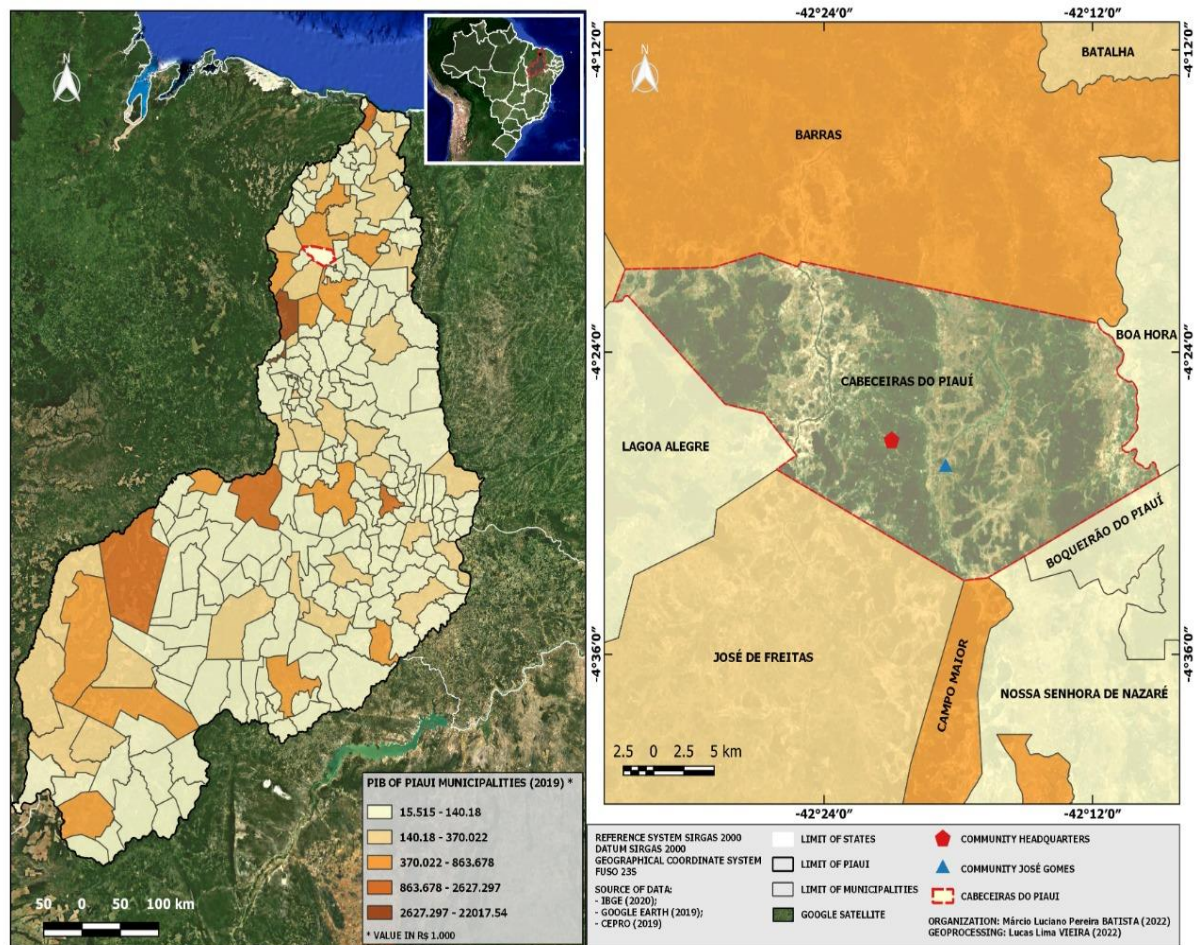 N
PIB OF PIAUI MUNICIPALITIES (2019) *
15.515 - 140.18
140.18 - 370.022
370.022 - 863.678
863.678 - 2627.297
2627.297 - 22017.54
* VALUE IN R$ 1.000
50 0 50 100 km
-42°24'0" -42°12'0"
-4°12'0" -4°12'0"
N
BATALHA
BARRAS
BOA HORA
-4°24'0" -4°24'0"
CABECEIRAS DO PIAUÍ
LAGOA ALEGRE
BOQUEIRÃO DO PIAUÍ
-4°36'0" -4°36'0"
JOSÉ DE FREITAS
CAMPO MAIOR
NOSSA SENHORA DE NAZARÉ
2.5 0 2.5 5 km
-42°24'0" -42°12'0"
REFERENCE SYSTEM SIRGAS 2000
DATUM SIRGAS 2000
GEOGRAPHICAL COORDINATE SYSTEM
FUSO 23S
SOURCE OF DATA:
- IBGE (2020);
- GOOGLE EARTH (2019);
- CEPRO (2019)
LIMIT OF STATES
LIMIT OF PIAUI
LIMIT OF MUNICIPALITIES
GOOGLE SATELLITE
COMMUNITY HEADQUARTERS
COMMUNITY JOSÉ GOMES
CABECEIRAS DO PIAUI
ORGANIZATION: Márcio Luciano Pereira BATISTA (2022)
GEOPROCESSING: Lucas Lima VIEIRA (2022)